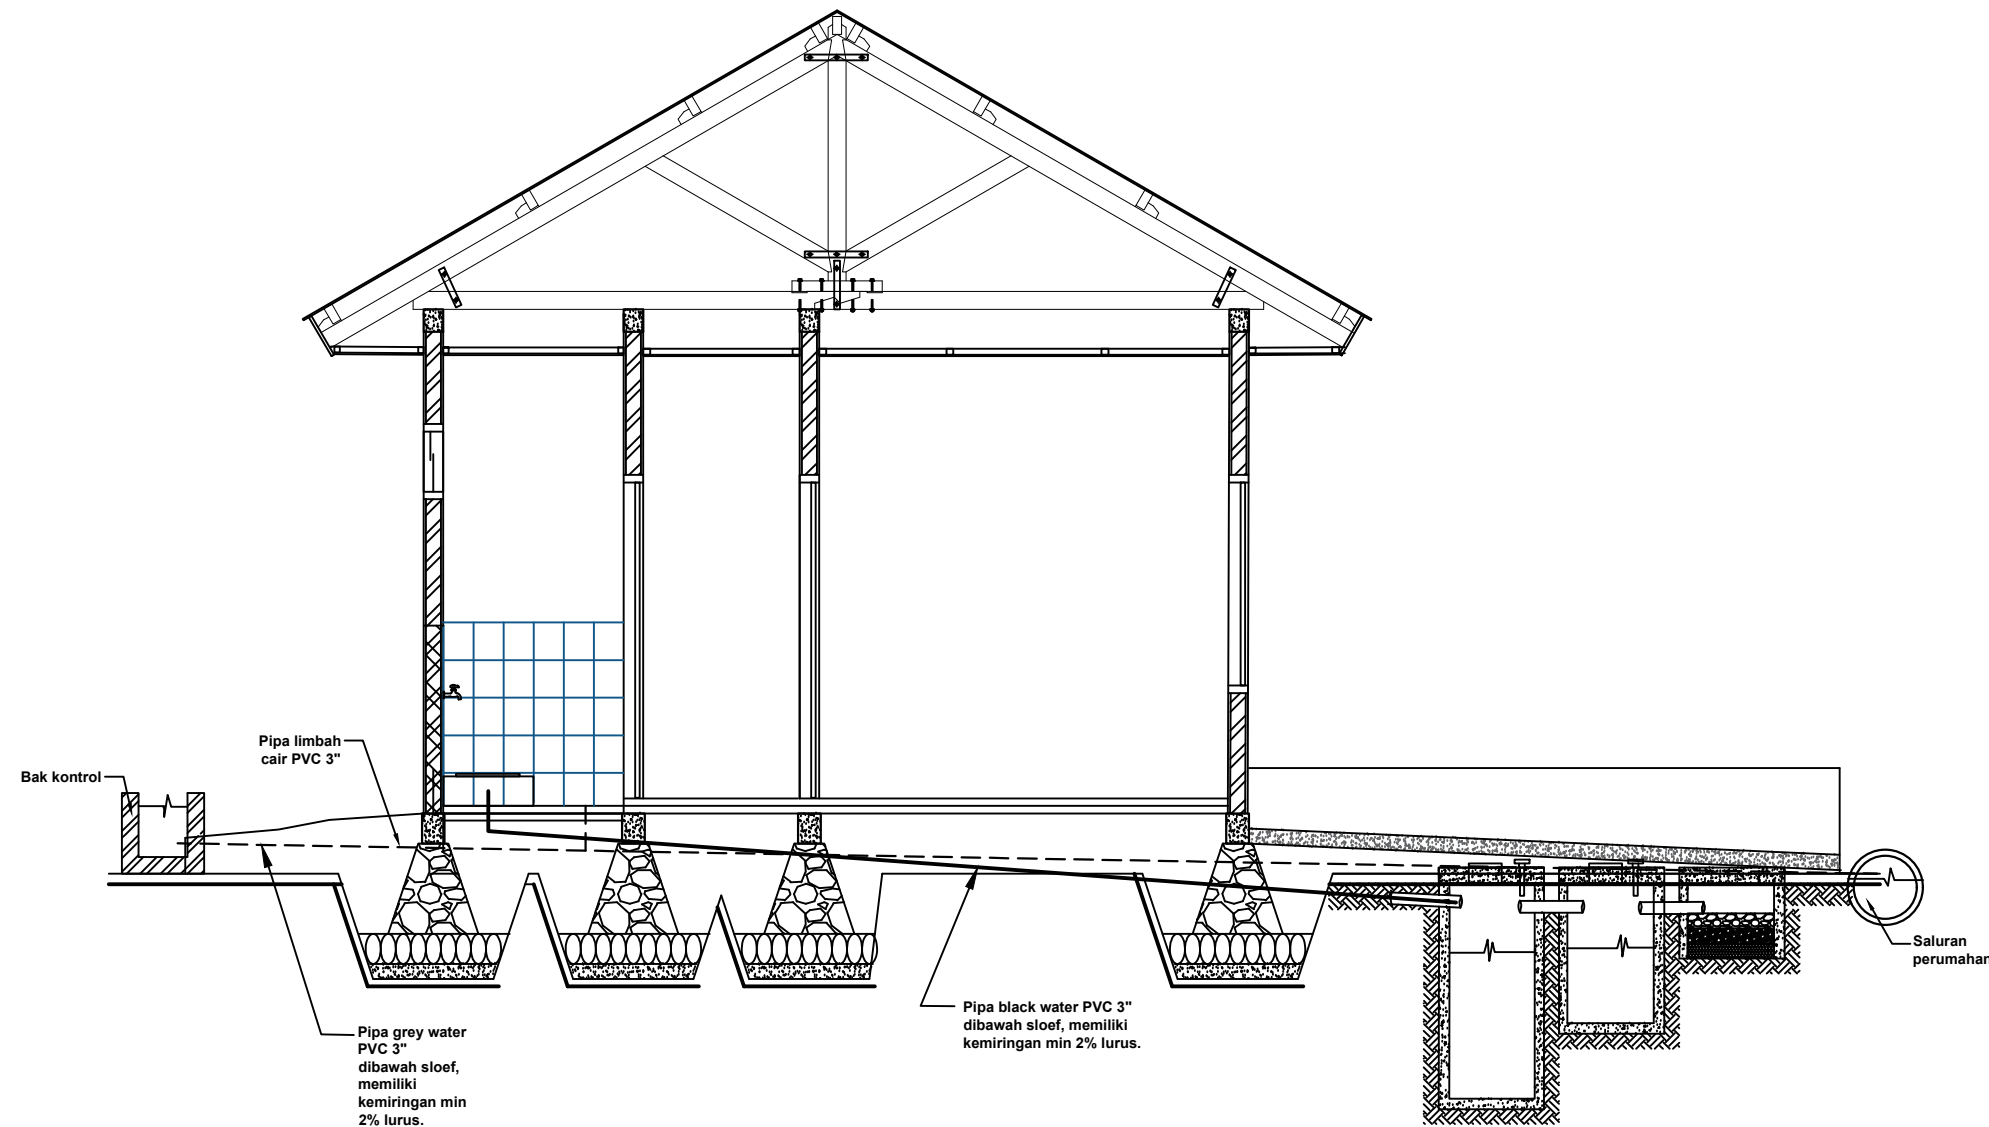 Pipa limbah
cair PVC 3"
Bak kontrol
Saluran
perumahan
Pipa black water PVC 3"
dibawah sloef, memiliki
kemiringan min 2% lurus.
Pipa grey water
PVC 3"
dibawah sloef,
memiliki
kemiringan min
2% lurus.